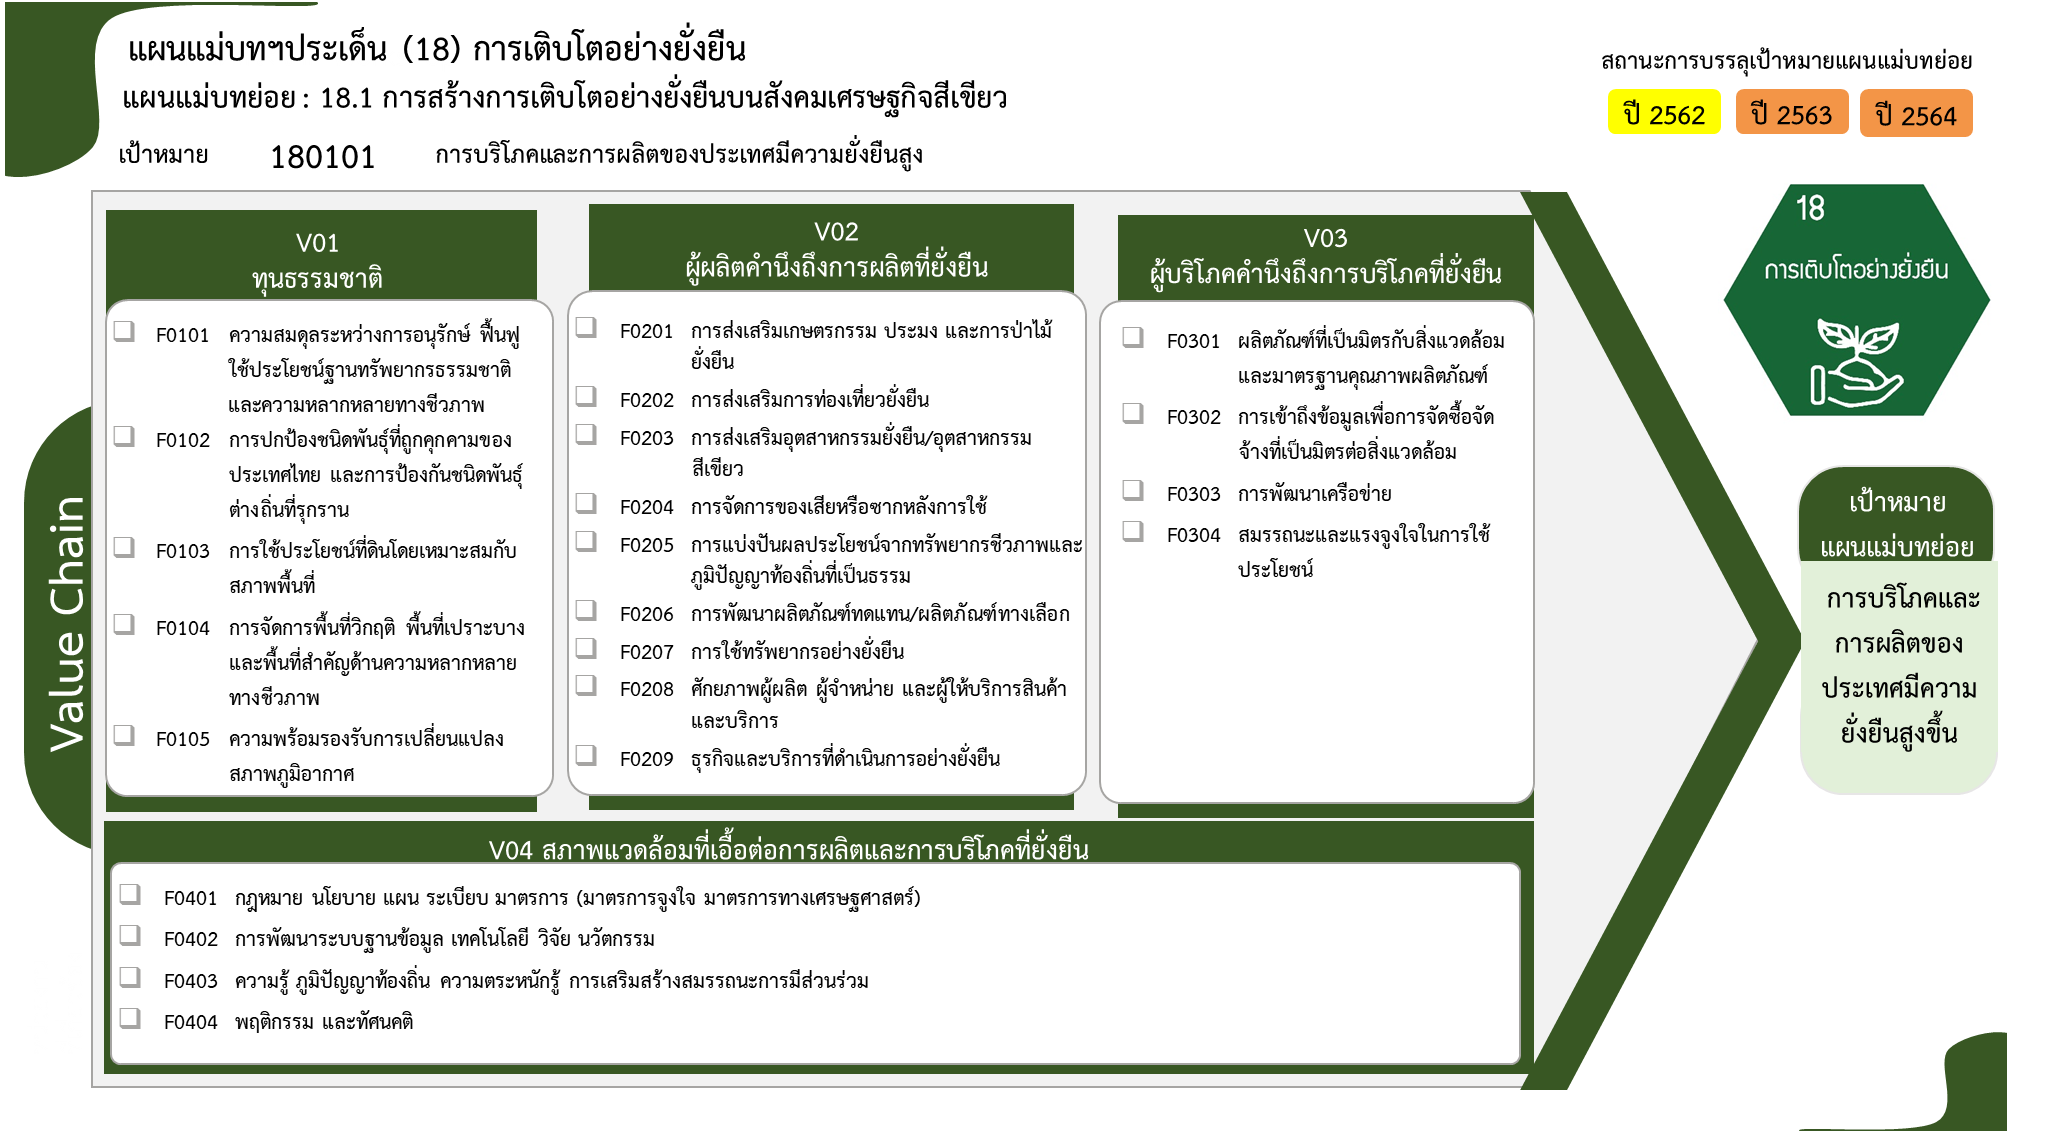 แผนแม่บทฯประเด็น (18) การเติบโตอย่างยั่งยืน
แผนแม่บทย่อย : 18.1 การสร้างการเติบโตอย่างยั่งยืนบนสังคมเศรษฐกิจสีเขียว
เป้าหมาย 180101 การบริโภคและการผลิตของประเทศมีความยั่งยืนสูง
สถานะการบรรลุเป้าหมายแผนแม่บทย่อย
ปี 2562 ปี 2563 ปี 2564
Value Chain
V01
ทุนธรรมชาติ
F0101 ความสมดุลระหว่างการอนุรักษ์ ฟื้นฟู
ใช้ประโยชน์ฐานทรัพยากรธรรมชาติ
และความหลากหลายทางชีวภาพ
F0102 การปกป้องชนิดพันธุ์ที่ถูกคุกคามของ
ประเทศไทย และการป้องกันชนิดพันธุ์
ต่างถิ่นที่รุกราน
F0103 การใช้ประโยชน์ที่ดินโดยเหมาะสมกับ
สภาพพื้นที่
F0104 การจัดการพื้นที่วิกฤติ พื้นที่เปราะบาง
และพื้นที่สำคัญด้านความหลากหลาย
ทางชีวภาพ
F0105 ความพร้อมรองรับการเปลี่ยนแปลง
สภาพภูมิอากาศ
V02
ผู้ผลิตคำนึงถึงการผลิตที่ยั่งยืน
F0201 การส่งเสริมเกษตรกรรม ประมง และการป่าไม้
ยั่งยืน
F0202 การส่งเสริมการท่องเที่ยวยั่งยืน
F0203 การส่งเสริมอุตสาหกรรมยั่งยืน/อุตสาหกรรม
สีเขียว
F0204 การจัดการของเสียหรือซากหลังการใช้
F0205 การแบ่งปันผลประโยชน์จากทรัพยากรชีวภาพและ
ภูมิปัญญาท้องถิ่นที่เป็นธรรม
F0206 การพัฒนาผลิตภัณฑ์ทดแทน/ผลิตภัณฑ์ทางเลือก
F0207 การใช้ทรัพยากรอย่างยั่งยืน
F0208 ศักยภาพผู้ผลิต ผู้จำหน่าย และผู้ให้บริการสินค้า
และบริการ
F0209 ธุรกิจและบริการที่ดำเนินการอย่างยั่งยืน
V03
ผู้บริโภคคำนึงถึงการบริโภคที่ยั่งยืน
F0301 ผลิตภัณฑ์ที่เป็นมิตรกับสิ่งแวดล้อม
และมาตรฐานคุณภาพผลิตภัณฑ์
F0302 การเข้าถึงข้อมูลเพื่อการจัดซื้อจัด
จ้างที่เป็นมิตรต่อสิ่งแวดล้อม
F0303 การพัฒนาเครือข่าย
F0304 สมรรถนะและแรงจูงใจในการใช้
ประโยชน์
V04 สภาพแวดล้อมที่เอื้อต่อการผลิตและการบริโภคที่ยั่งยืน
F0401 กฎหมาย นโยบาย แผน ระเบียบ มาตรการ (มาตรการจูงใจ มาตรการทางเศรษฐศาสตร์)
F0402 การพัฒนาระบบฐานข้อมูล เทคโนโลยี วิจัย นวัตกรรม
F0403 ความรู้ ภูมิปัญญาท้องถิ่น ความตระหนักรู้ การเสริมสร้างสมรรถนะการมีส่วนร่วม
F0404 พฤติกรรม และทัศนคติ
18
การเติบโตอย่างยั่งยืน
เป้าหมาย
แผนแม่บทย่อย
การบริโภคและ
การผลิตของ
ประเทศมีความ
ยั่งยืนสูงขึ้น